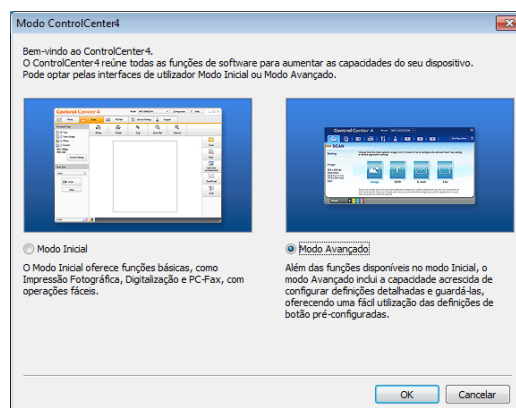 Modo ControlCenter4
Bem-vindo ao ControlCenter4.
O ControlCenter4 reúne todas as funções de software para aumentar as capacidades do seu dispositivo.
Pode optar pelas interfaces de utilizador Modo Inicial ou Modo Avançado.
ControlCenter4
ControlCenter 4
SCAN
Modo Inicial
O Modo Inicial oferece funções básicas, como
Impressão Fotográfica, Digitalização e PC-Fax, com
operações fáceis.
Modo Avançado
Além das funções disponíveis no modo Inicial, o
modo Avançado inclui a capacidade acrescida de
configurar definições detalhadas e guardá-las,
oferecendo uma fácil utilização das definições de
botão pré-configuradas.
OK
Cancelar